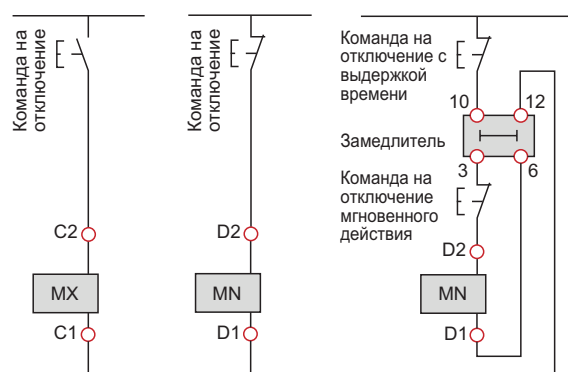 Команда на
отключение
C2
MX
C1
Команда на
отключение
D2
MN
D1
Команда на
отключение с
выдержкой
времени
10
12
Замедлитель
3
6
Команда на
отключение
мгновенного
действия
D2
MN
D1